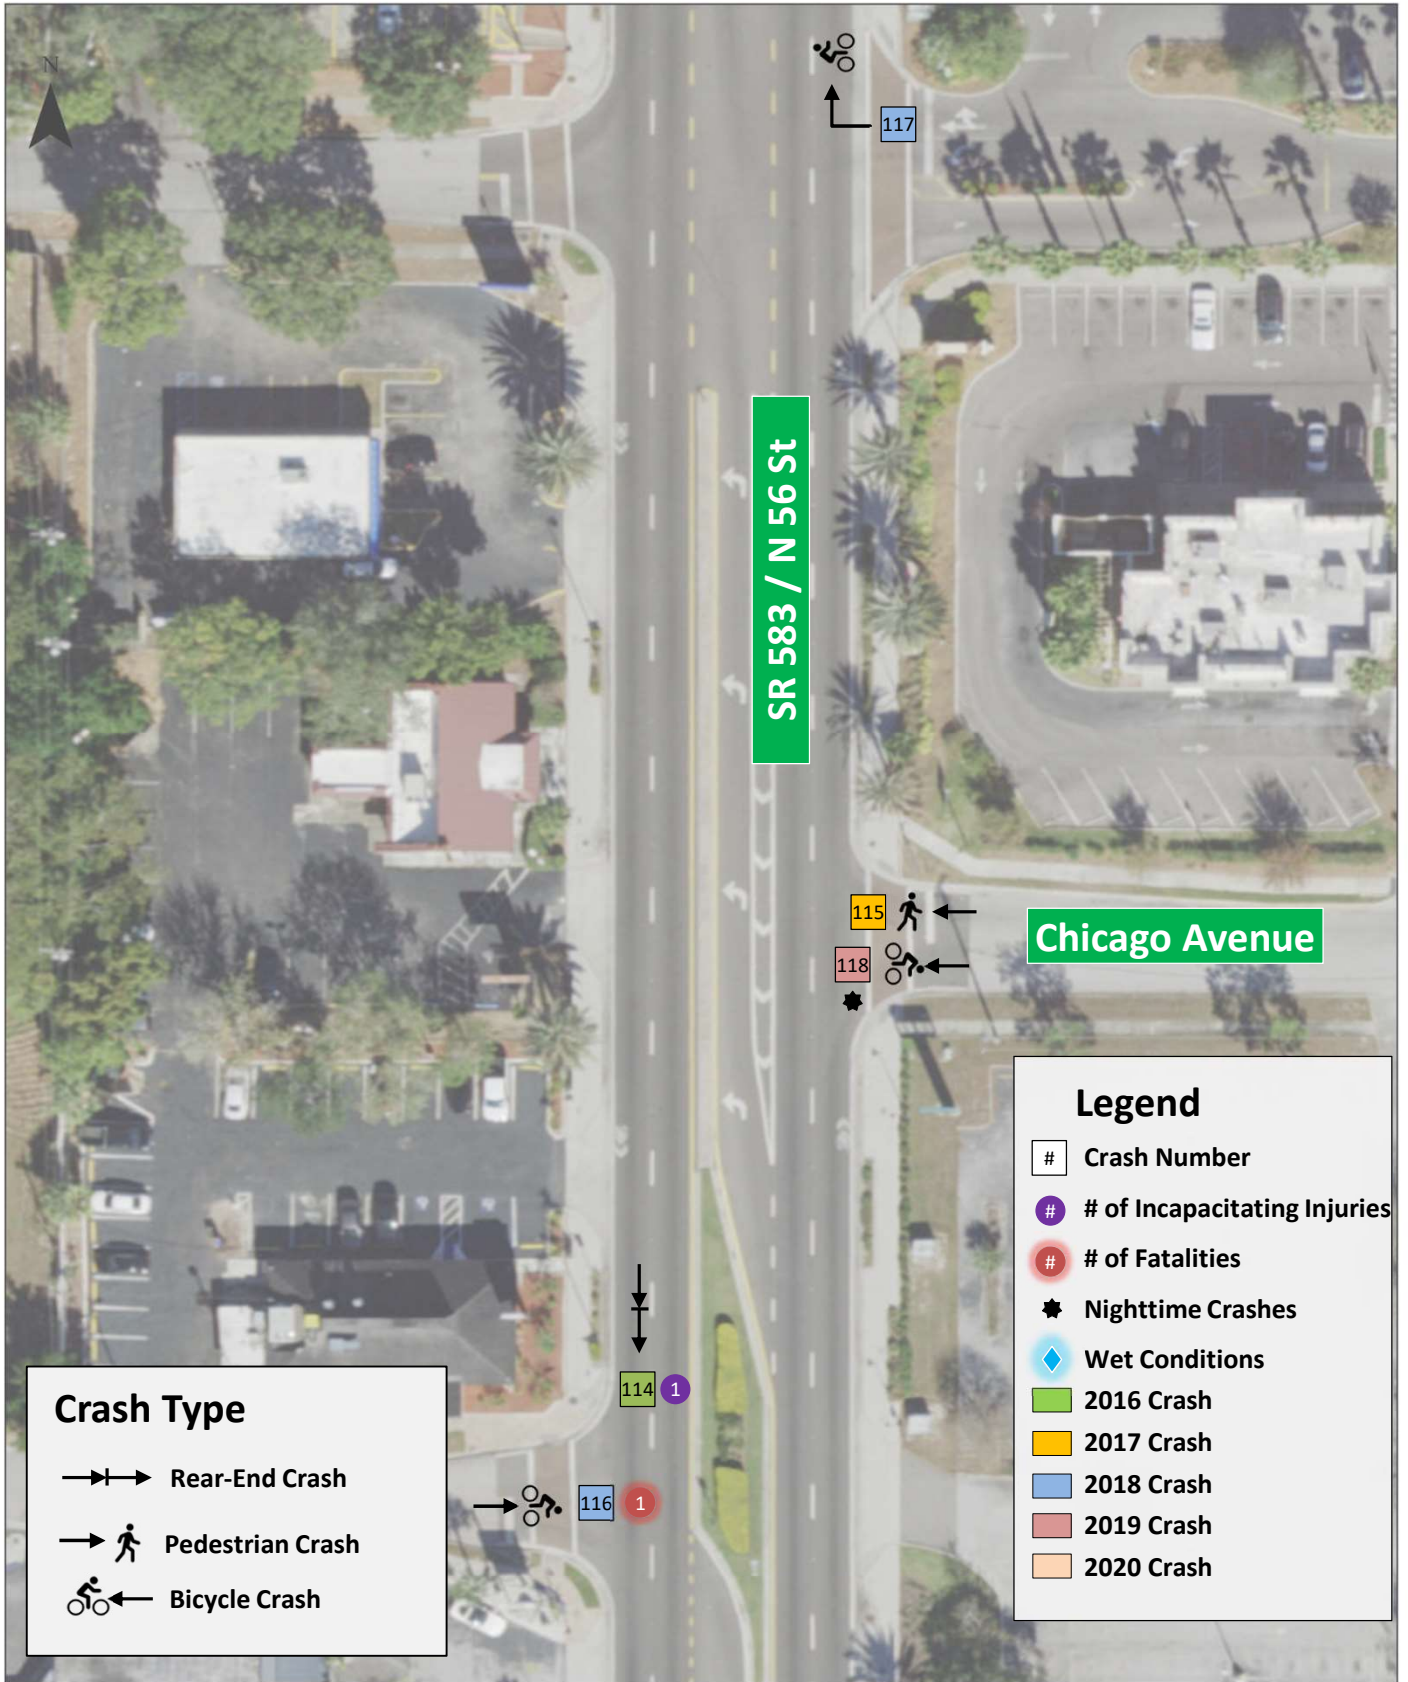 N
117
SR 583 / N 56 St
115
118
Chicago Avenue
114
1
116
1
Crash Type
Rear-End Crash
Pedestrian Crash
Bicycle Crash
Legend
# Crash Number
# # of Incapacitating Injuries
# # of Fatalities
Nighttime Crashes
Wet Conditions
2016 Crash
2017 Crash
2018 Crash
2019 Crash
2020 Crash